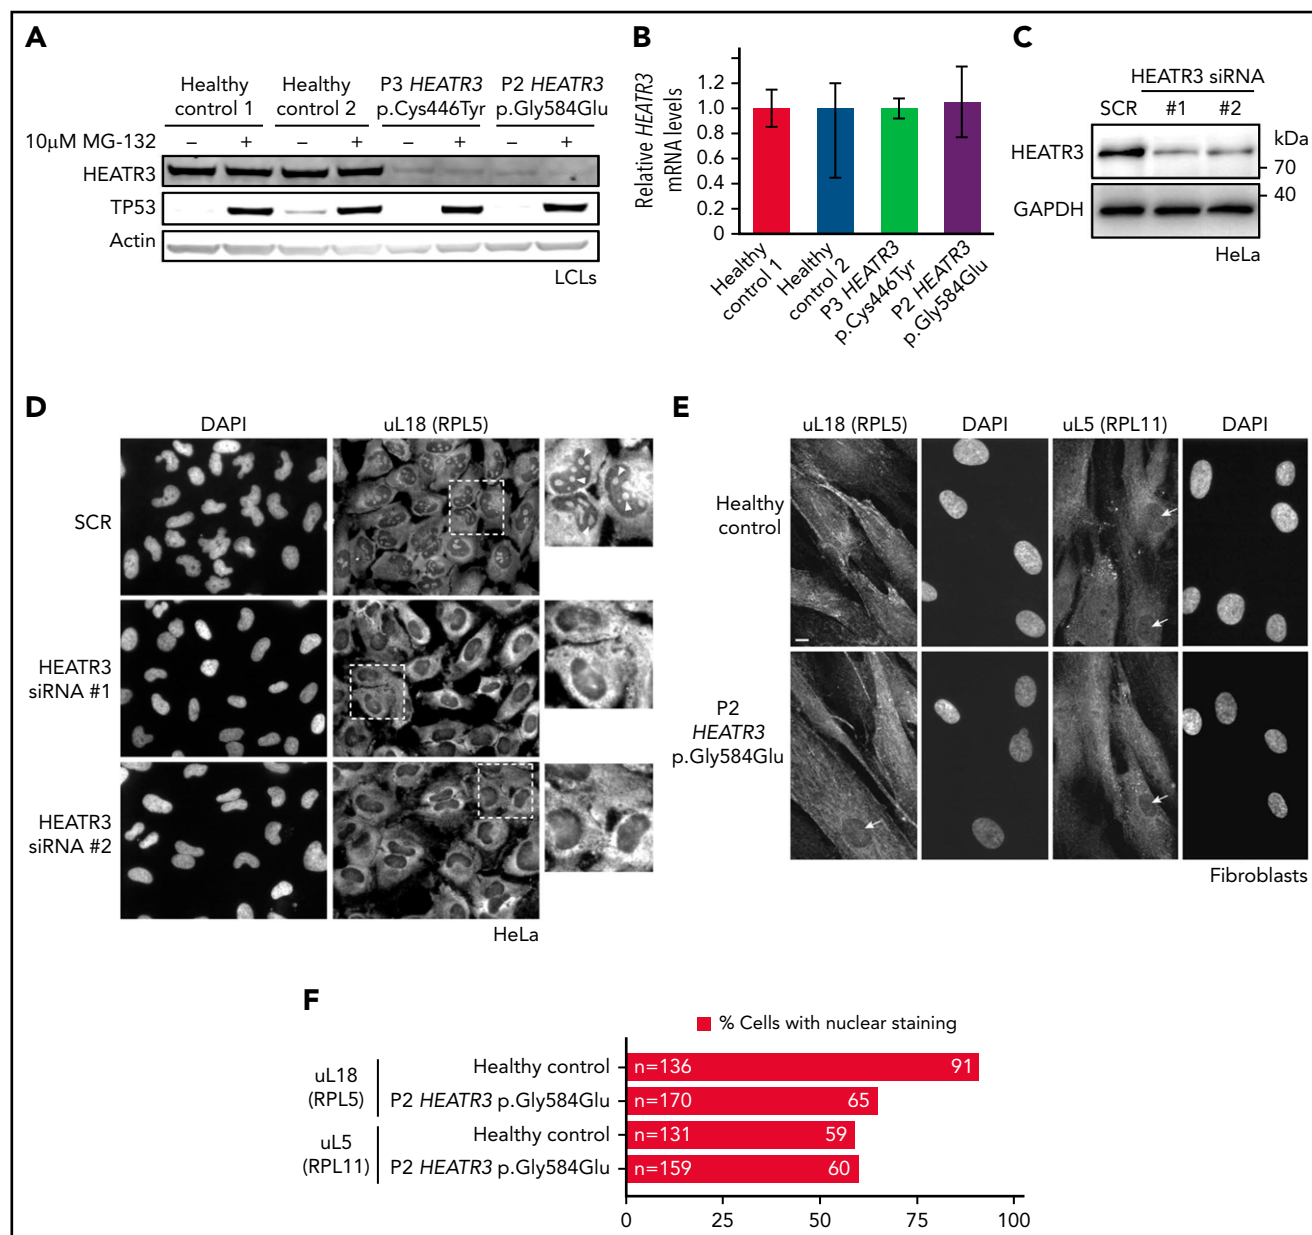 A
Healthy control 1
Healthy control 2
P3 HEATR3 p.Cys446Tyr
P2 HEATR3 p.Gly584Glu
10μM MG-132 – + – + – + – +
HEATR3
TP53
Actin
LCLs
B
Relative HEATR3 mRNA levels
1.2
1.0
0.8
0.6
0.4
0.2
0
Healthy control 1
Healthy control 2
P3 HEATR3 p.Cys446Tyr
P2 HEATR3 p.Gly584Glu
C
HEATR3 siRNA
SCR #1 #2
kDa
HEATR3
70
40
GAPDH
HeLa
D
DAPI uL18 (RPL5)
SCR
HEATR3 siRNA #1
HEATR3 siRNA #2
HeLa
E
uL18 (RPL5) DAPI uL5 (RPL11) DAPI
Healthy control
P2 HEATR3 p.Gly584Glu
Fibroblasts
F
% Cells with nuclear staining
uL18 (RPL5)
Healthy control n=136 91
P2 HEATR3 p.Gly584Glu n=170 65
uL5 (RPL11)
Healthy control n=131 59
P2 HEATR3 p.Gly584Glu n=159 60
0 25 50 75 100